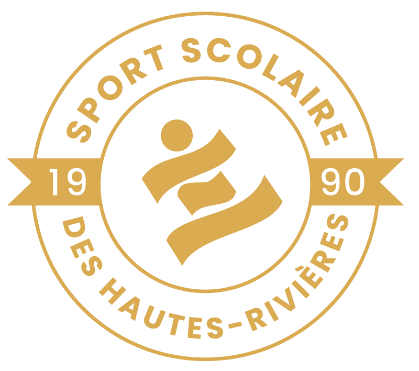 SPORT SCOLAIRE
19 90
DES HAUTES-RIVIÈRES